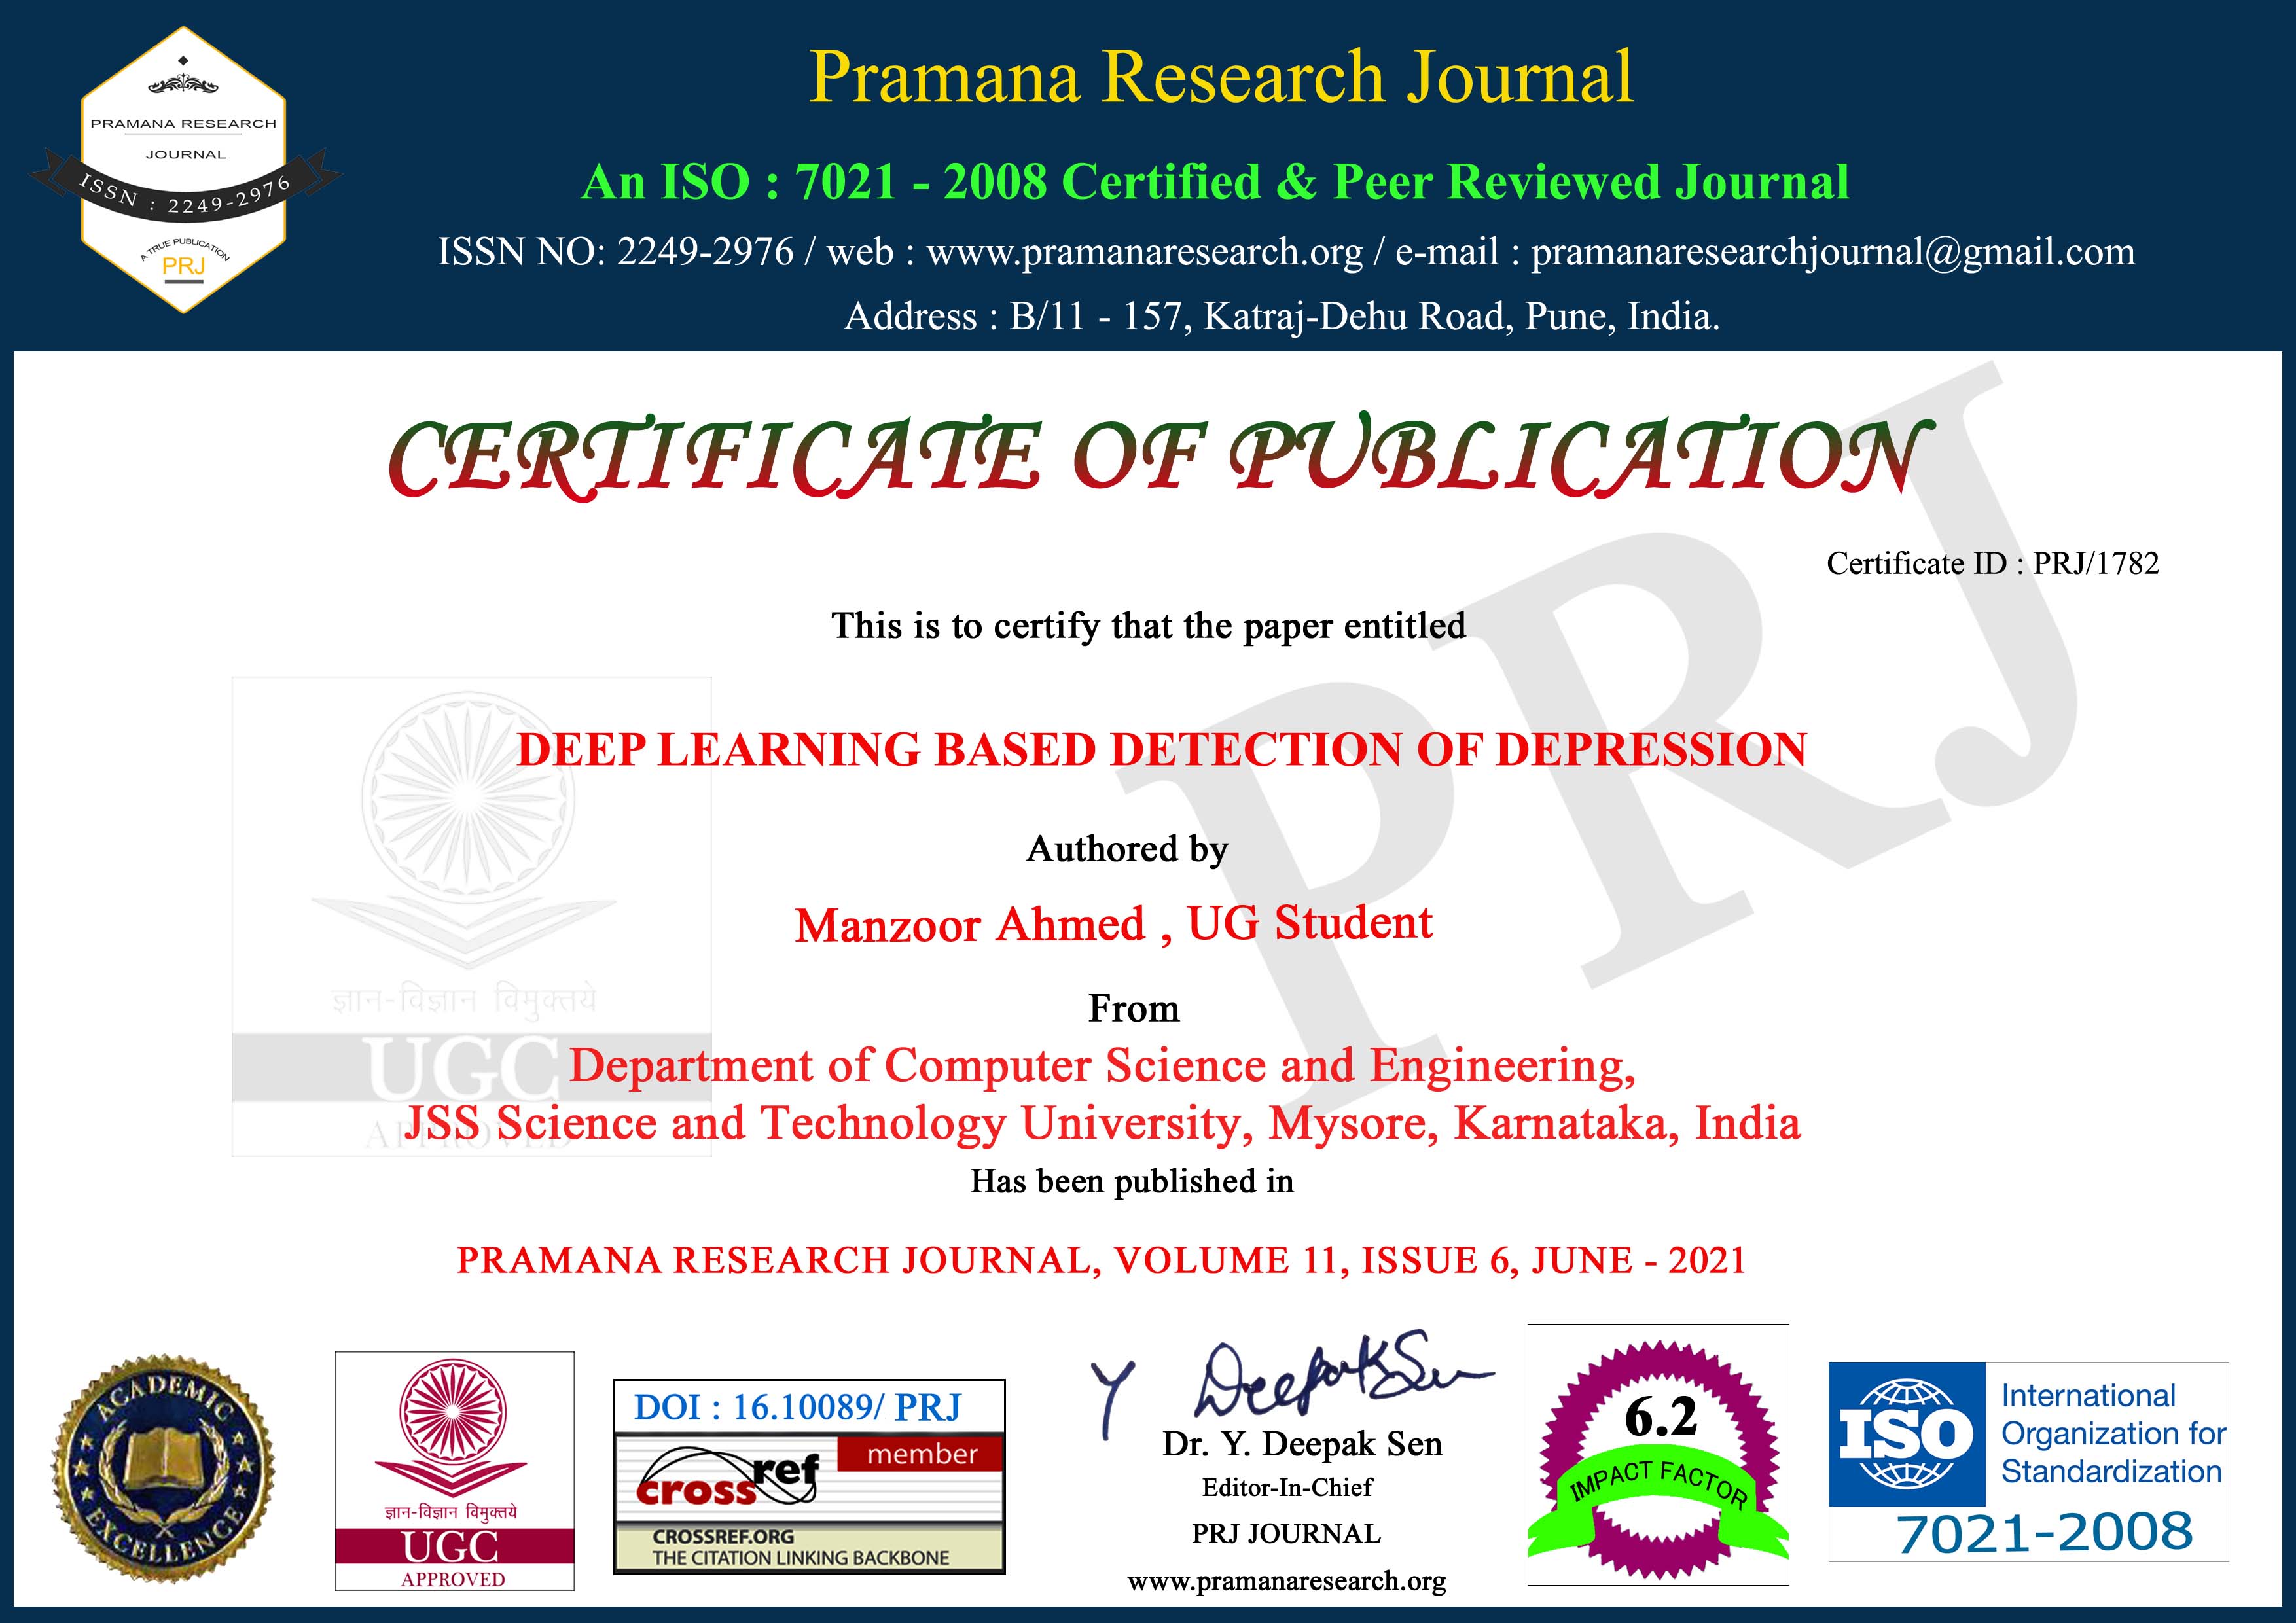 PRAMANA RESEARCH
JOURNAL
ISSN : 2249-2976
A TRUE PUBLICATION
PRJ
Pramana Research Journal
An ISO : 7021 - 2008 Certified & Peer Reviewed Journal
ISSN NO: 2249-2976 / web : www.pramanaresearch.org / e-mail : pramanaresearchjournal@gmail.com
Address : B/11 - 157, Katraj-Dehu Road, Pune, India.
CERTIFICATE OF PUBLICATION
Certificate ID : PRJ/1782
This is to certify that the paper entitled
DEEP LEARNING BASED DETECTION OF DEPRESSION
Authored by
Manzoor Ahmed , UG Student
From
Department of Computer Science and Engineering,
JSS Science and Technology University, Mysore, Karnataka, India
Has been published in
PRAMANA RESEARCH JOURNAL, VOLUME 11, ISSUE 6, JUNE - 2021
PRJ
ज्ञान-विज्ञान विमुक्तये
UGC
APPROVED
ACADEMIC
EXCELLENCE
ज्ञान-विज्ञान विमुक्तये
UGC
APPROVED
DOI : 16.10089/ PRJ
member
crossref
CROSSREF.ORG
THE CITATION LINKING BACKBONE
Y DeepakSen
Dr. Y. Deepak Sen
Editor-In-Chief
PRJ JOURNAL
www.pramanaresearch.org
6.2
IMPACT FACTOR
ISO
International
Organization for
Standardization
7021-2008